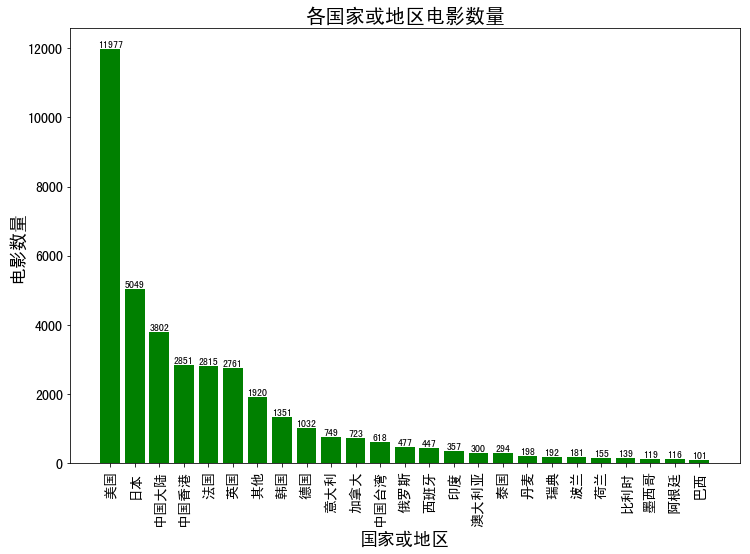 各国家或地区电影数量
电影数量
12000
10000
8000
6000
4000
2000
0
11977
5049
3802
2851
2815
2761
1920
1351
1032
749
723
618
477
447
357
300
294
198
192
181
155
139
119
116
101
美国
日本
中国大陆
中国香港
法国
英国
其他
韩国
德国
意大利
加拿大
中国台湾
俄罗斯
西班牙
印度
澳大利亚
泰国
丹麦
瑞典
波兰
荷兰
比利时
墨西哥
阿根廷
巴西
国家或地区